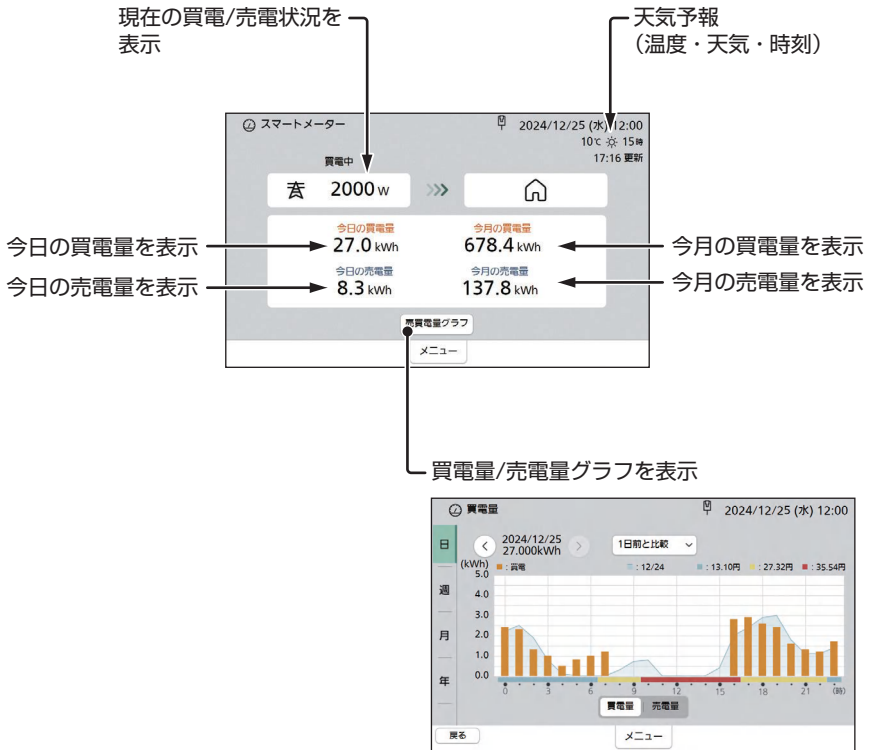 現在の買電/売電状況を
表示
天気予報
（温度・天気・時刻）
スマートメーター
2024/12/25 (水) 12:00
10℃ 15時
17:16 更新
買電中
2000 W
今日の買電量
27.0 kWh
今月の買電量
678.4 kWh
今日の売電量
8.3 kWh
今月の売電量
137.8 kWh
今日の買電量を表示
今日の売電量を表示
今月の買電量を表示
今月の売電量を表示
売買電量グラフ
メニュー
買電量/売電量グラフを表示
買電量
2024/12/25 (水) 12:00
日
週
月
年
2024/12/25
27.000kWh
1日前と比較
(kWh)
:買電 :12/24 :13.10円 :27.32円 :35.54円
5.0
4.0
3.0
2.0
1.0
0.0
0 3 6 9 12 15 18 21 (時)
買電量 売電量
戻る
メニュー